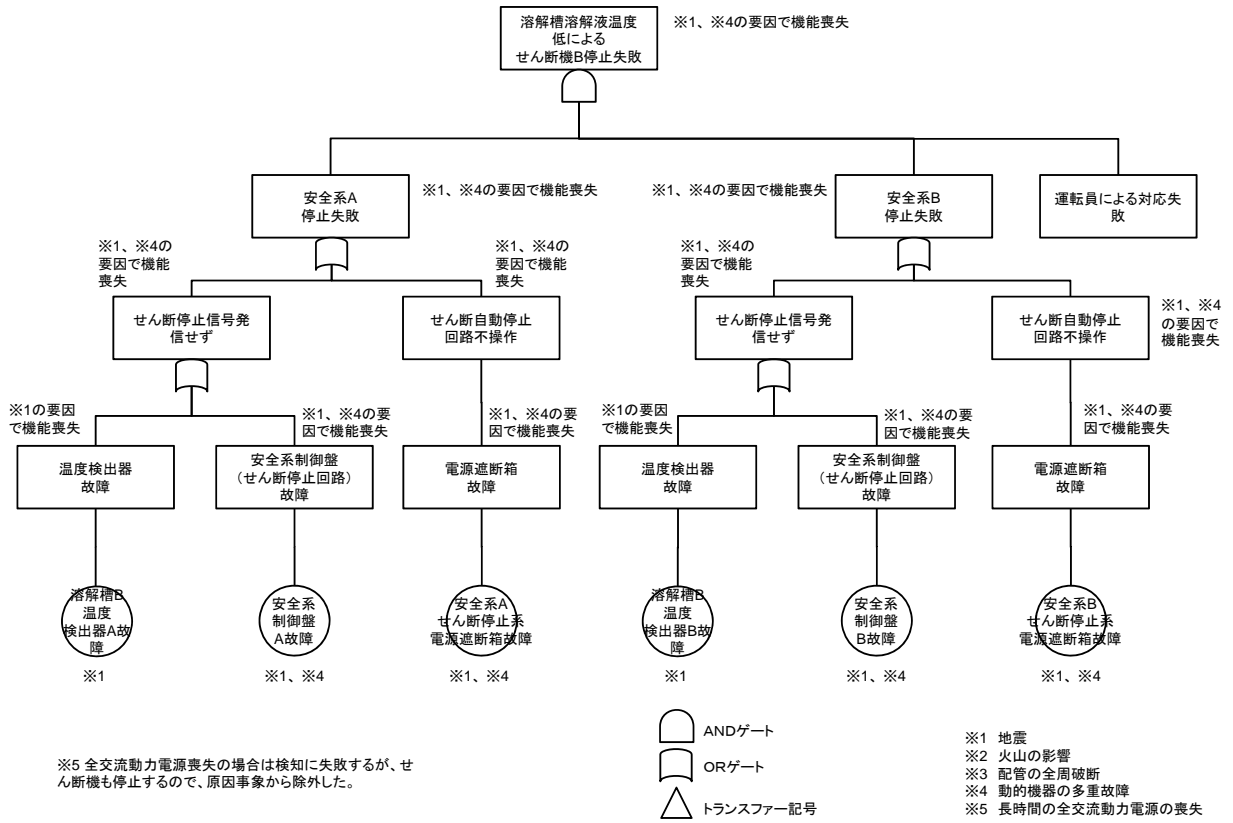 溶解槽溶解液温度
低による
せん断機B停止失敗
※1、※4の要因で機能喪失
安全系A
停止失敗
※1、※4の要因で機能喪失
※1、※4の要因で機能喪失
安全系B
停止失敗
運転員による対応失
敗
※1、※4の
要因で機能
喪失
※1、※4の
要因で機能
喪失
※1、※4の
要因で機能
喪失
せん断停止信号発
信せず
せん断自動停止
回路不操作
せん断停止信号発
信せず
せん断自動停止
回路不操作
※1、※4
の要因で
機能喪失
※1の要因
で機能喪失
※1、※4の要
因で機能喪失
※1、※4の要
因で機能喪失
※1の要因
で機能喪失
※1、※4の要
因で機能喪失
※1、※4の要
因で機能喪失
温度検出器
故障
安全系制御盤
（せん断停止回路）
故障
電源遮断箱
故障
温度検出器
故障
安全系制御盤
（せん断停止回路）
故障
電源遮断箱
故障
溶解槽B
温度
検出器A故
障
安全系
制御盤
A故障
安全系A
せん断停止系
電源遮断箱故障
溶解槽B
温度
検出器B故
障
安全系
制御盤
B故障
安全系B
せん断停止系
電源遮断箱故障
※1
※1、※4
※1、※4
※1
※1、※4
※1、※4
※5 全交流動力電源喪失の場合は検知に失敗するが、せ
ん断機も停止するので、原因事象から除外した。
ANDゲート
ORゲート
トランスファー記号
※1 地震
※2 火山の影響
※3 配管の全周破断
※4 動的機器の多重故障
※5 長時間の全交流動力電源の喪失